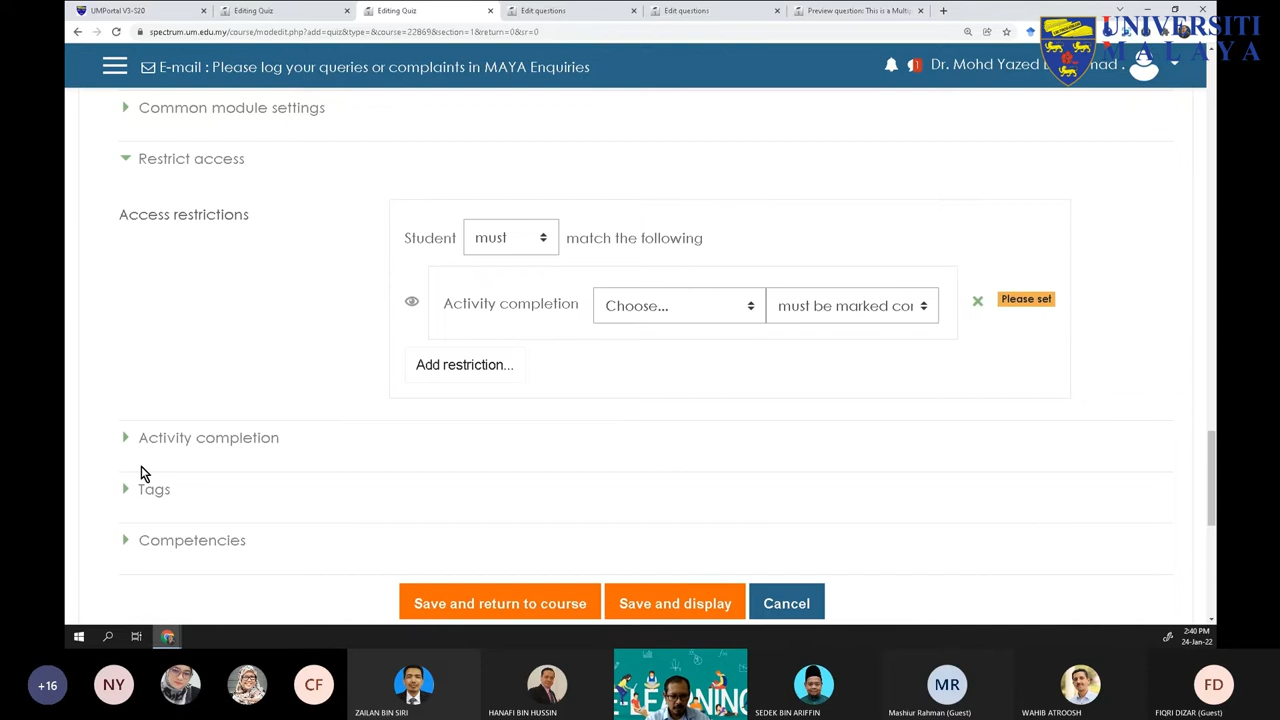 UMPortal V3-S20
Editing Quiz
Editing Quiz
Edit questions
Edit questions
Preview question: This is a Multip
spectrum.um.edu.my/course/modedit.php?add=quiz&type=&course=22869&section=1&return=0&sr=0
UNIVERSITI
MALAYA
E-mail : Please log your queries or complaints in MAYA Enquiries
Dr. Mohd Yazed
Common module settings
Restrict access
Access restrictions
Student must match the following
Activity completion Choose... must be marked cor Please set
Add restriction...
Activity completion
Tags
Competencies
Save and return to course Save and display Cancel
2:40 PM
24-Jan-22
+16 NY CF MR FD
E-LEARNING
ZAILAN BIN SIRI
HANAFI BIN HUSSIN
SEDEK BIN ARIFFIN
Mashiur Rahman (Guest)
WAHIB ATROOSH
FIQRI DIZAR (Guest)